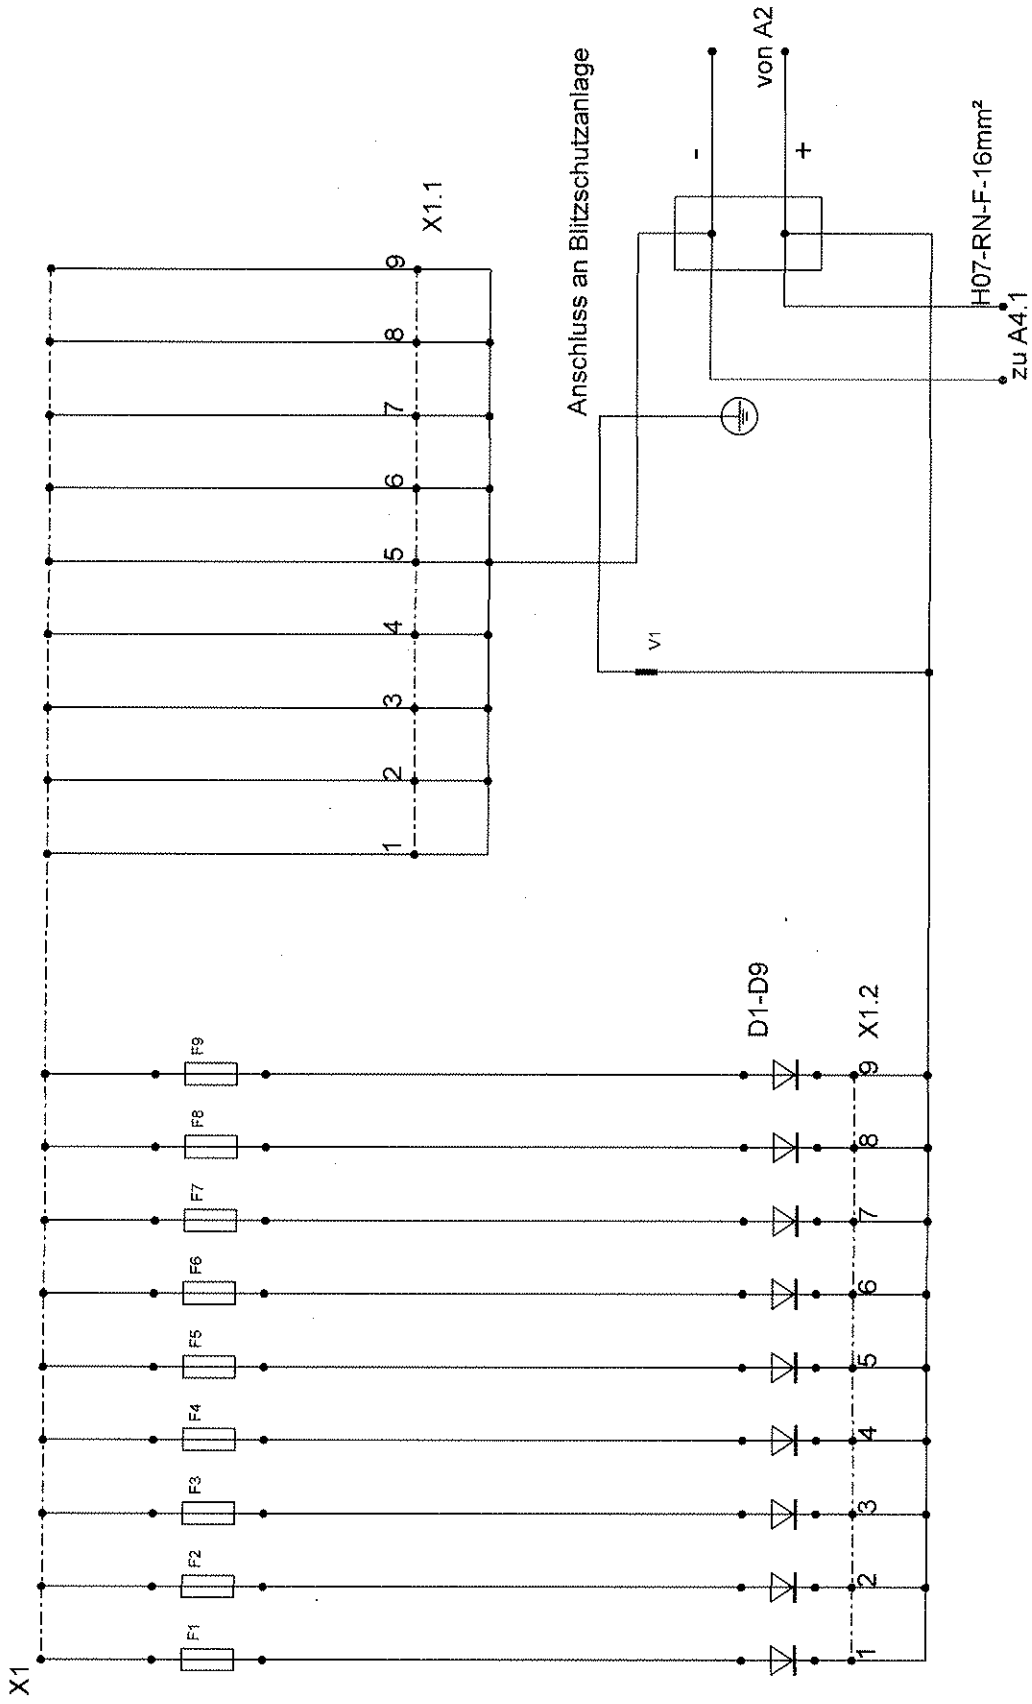 X1
F1
F2
F3
F4
F5
F6
F7
F8
F9
D1-D9
1
2
3
4
5
6
7
8
9
X1.2
1
2
3
4
5
6
7
8
9
X1.1
V1
Anschluss an Blitzschutzanlage
-
+
von A2
H07-RN-F-16mm²
zu A4.1